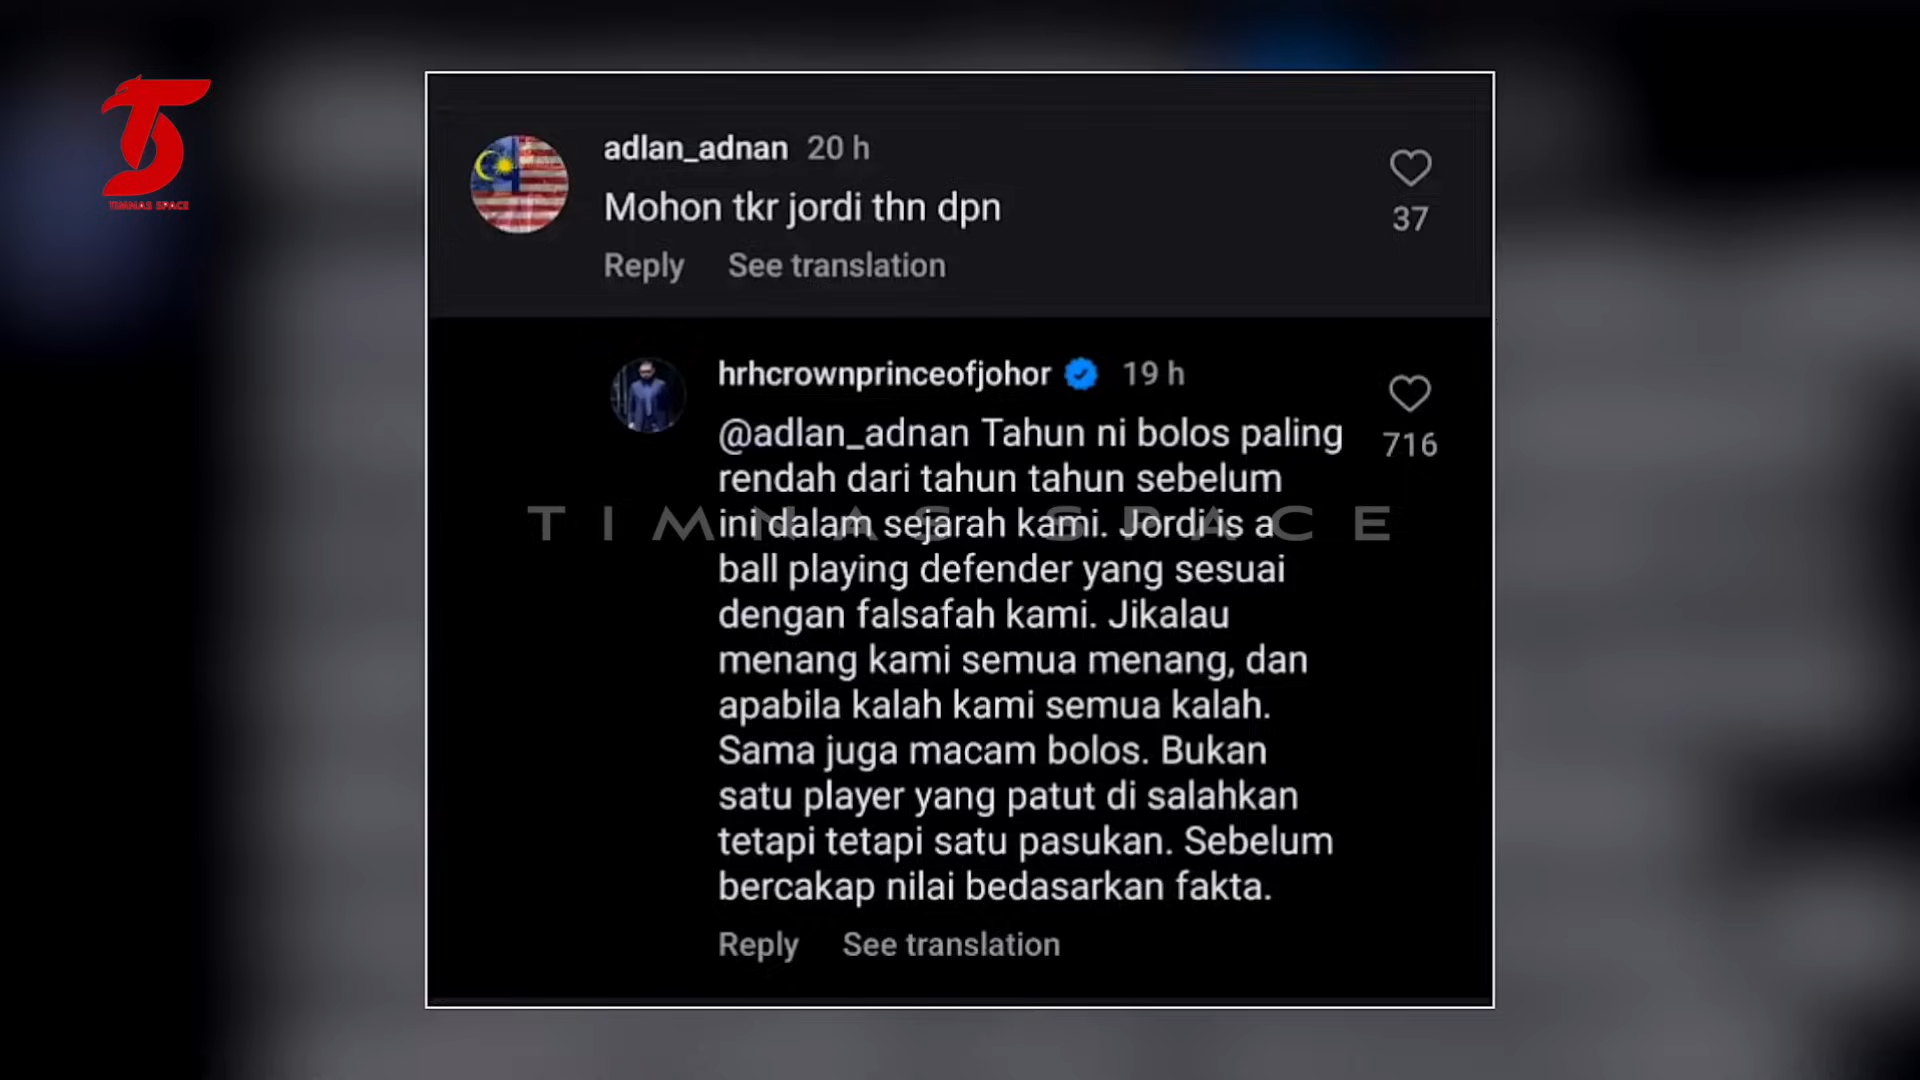 TIMNAS SPACE
adlan_adnan 20 h
Mohon tkr jordi thn dpn
37
Reply See translation
hrhcrownprinceofjohor 19 h
@adlan_adnan Tahun ni bolos paling
rendah dari tahun tahun sebelum
ini dalam sejarah kami. Jordi is a
ball playing defender yang sesuai
dengan falsafah kami. Jikalau
menang kami semua menang, dan
apabila kalah kami semua kalah.
Sama juga macam bolos. Bukan
satu player yang patut di salahkan
tetapi tetapi satu pasukan. Sebelum
bercakap nilai bedasarkan fakta.
716
Reply See translation
TIMNAS SPACE